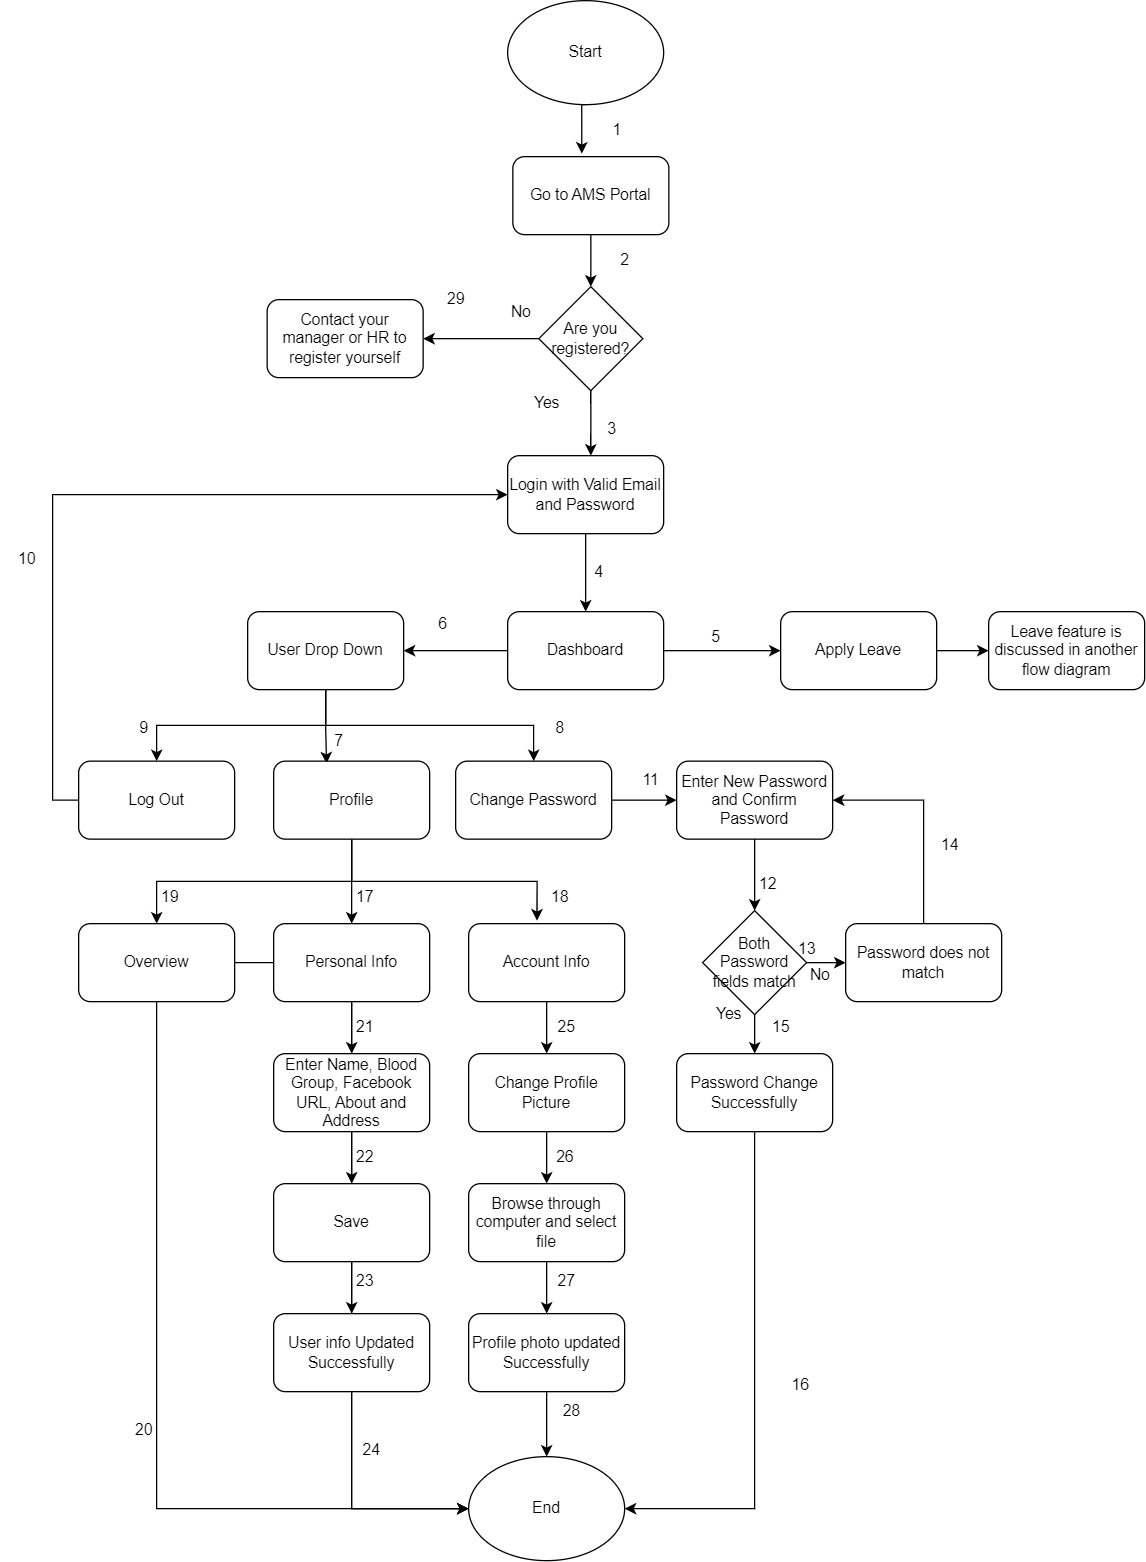 Start
1
Go to AMS Portal
2
29
No
Contact your
manager or HR to
register yourself
Are you
registered?
Yes
3
Login with Valid Email
and Password
10
4
6
5
User Drop Down
Dashboard
Apply Leave
Leave feature is
discussed in another
flow diagram
9
7
8
Log Out
Profile
Change Password
11
Enter New Password
and Confirm
Password
14
12
19
17
18
Overview
Personal Info
Account Info
Both
Password
fields match
13
No
Password does not
match
Yes
15
21
25
Enter Name, Blood
Group, Facebook
URL, About and
Address
Change Profile
Picture
Password Change
Successfully
22
26
Save
Browse through
computer and select
file
23
27
User info Updated
Successfully
Profile photo updated
Successfully
16
28
20
24
End